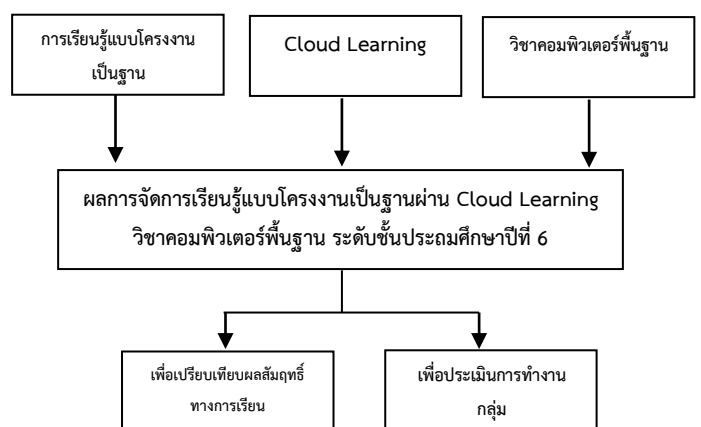 การเรียนรู้แบบโครงงาน
เป็นฐาน
Cloud Learning
วิชาคอมพิวเตอร์พื้นฐาน
ผลการจัดการเรียนรู้แบบโครงงานเป็นฐานผ่าน Cloud Learning
วิชาคอมพิวเตอร์พื้นฐาน ระดับชั้นประถมศึกษาปีที่ 6
เพื่อเปรียบเทียบผลสัมฤทธิ์
ทางการเรียน
เพื่อประเมินการทำงาน
กลุ่ม